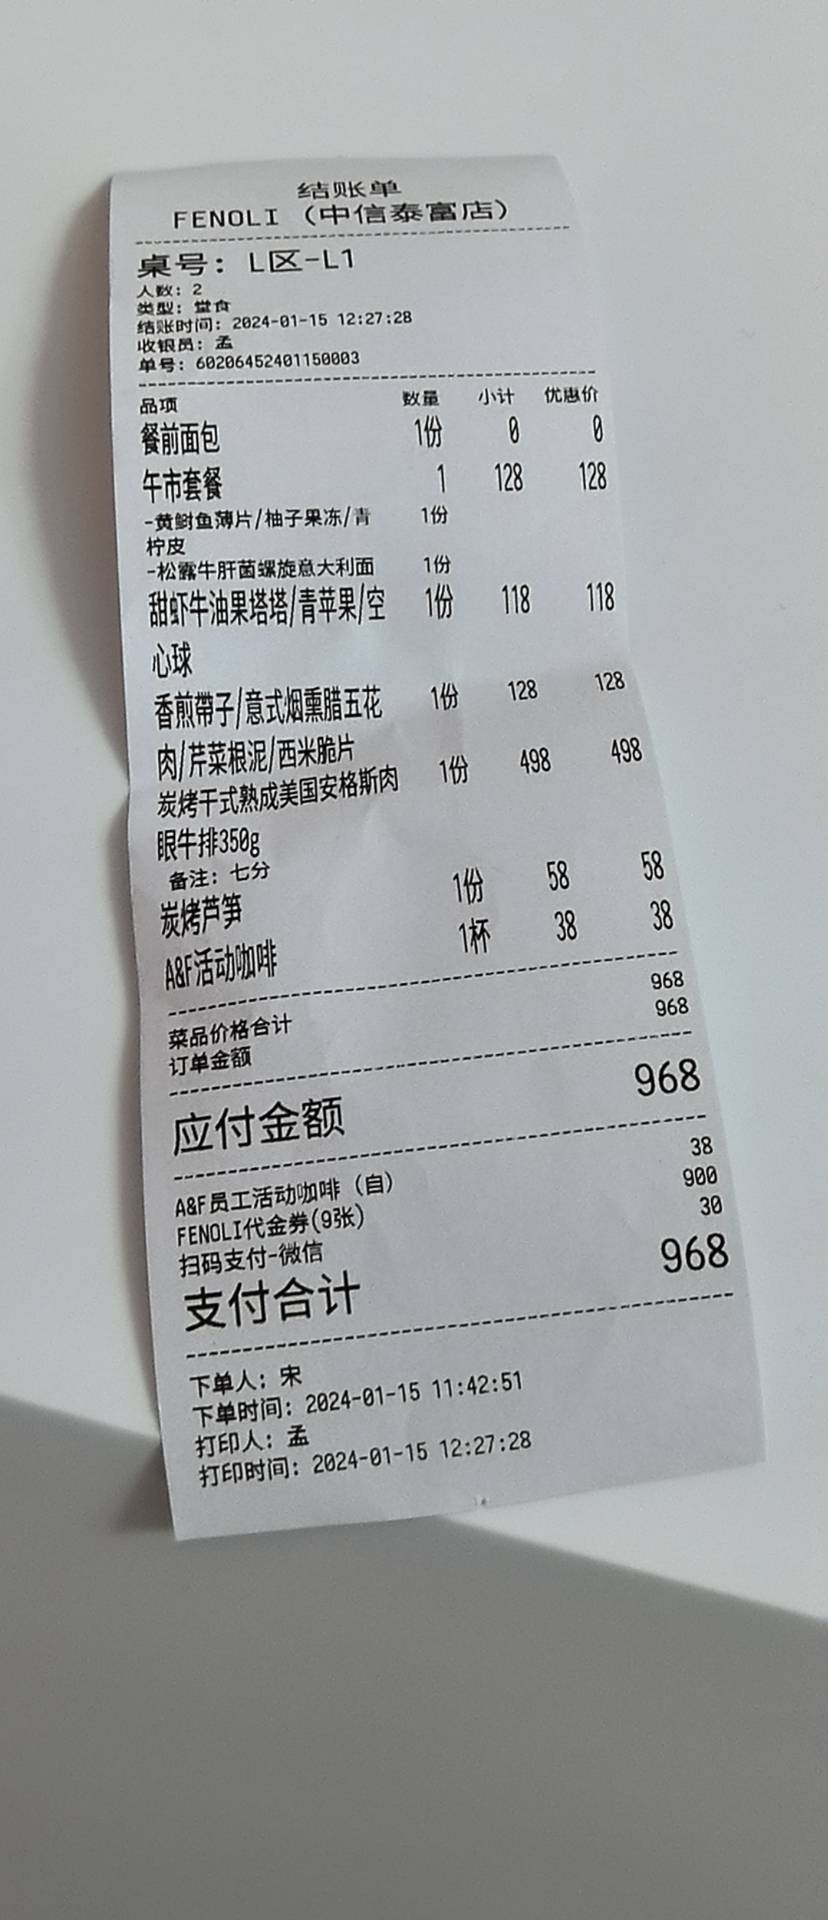 结账单
FENOLI（中信泰富店）
桌号：L区-L1
人数：2
类型：堂食
结账时间：2024-01-15 12:27:28
收银员：孟
单号：60206452401150003
品项 数量 小计 优惠价
餐前面包 1份 0 0
午市套餐 1 128 128
-黄鲥鱼薄片/柚子果冻/青 1份
柠皮
-松露牛肝菌螺旋意大利面 1份
甜虾牛油果塔塔/青苹果/空 1份 118 118
心球
香煎帶子/意式烟熏腊五花 1份 128 128
肉/芹菜根泥/西米脆片
炭烤干式熟成美国安格斯肉 1份 498 498
眼牛排350g
备注：七分
炭烤芦笋 1份 58 58
A&F活动咖啡 1杯 38 38
菜品价格合计 968
订单金额 968
应付金额 968
A&F员工活动咖啡（自） 38
FENOLI代金券(9张) 900
扫码支付-微信 30
支付合计 968
下单人：宋
下单时间：2024-01-15 11:42:51
打印人：孟
打印时间：2024-01-15 12:27:28